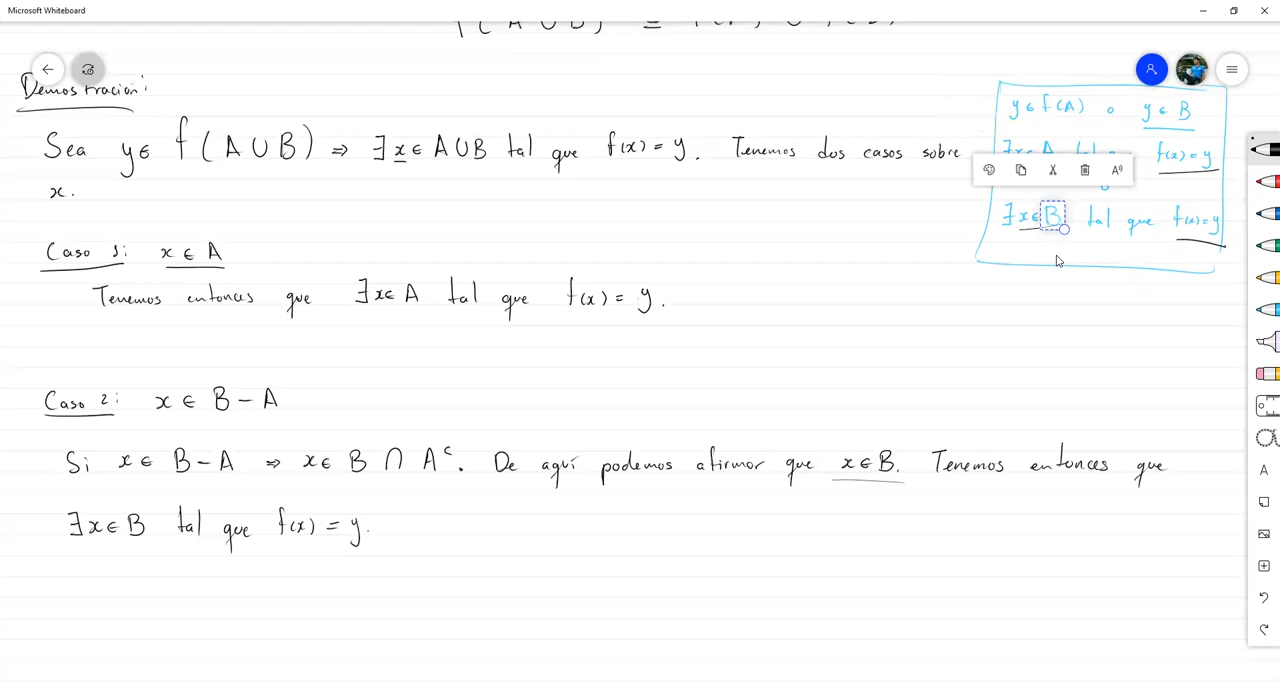 Microsoft Whiteboard
Demostración:
y ∈ f(A) o y ∈ B
Sea y ∈ f(A ∪ B) ⇒ ∃ x ∈ A ∪ B tal que f(x) = y. Tenemos dos casos sobre
x.
f(x) = y
∃ x ∈ B tal que f(x) = y
Caso 1: x ∈ A
Tenemos entonces que ∃ x ∈ A tal que f(x) = y.
Caso 2: x ∈ B - A
Si x ∈ B - A ⇒ x ∈ B ∩ Aᶜ. De aquí podemos afirmar que x ∈ B. Tenemos entonces que
∃ x ∈ B tal que f(x) = y.